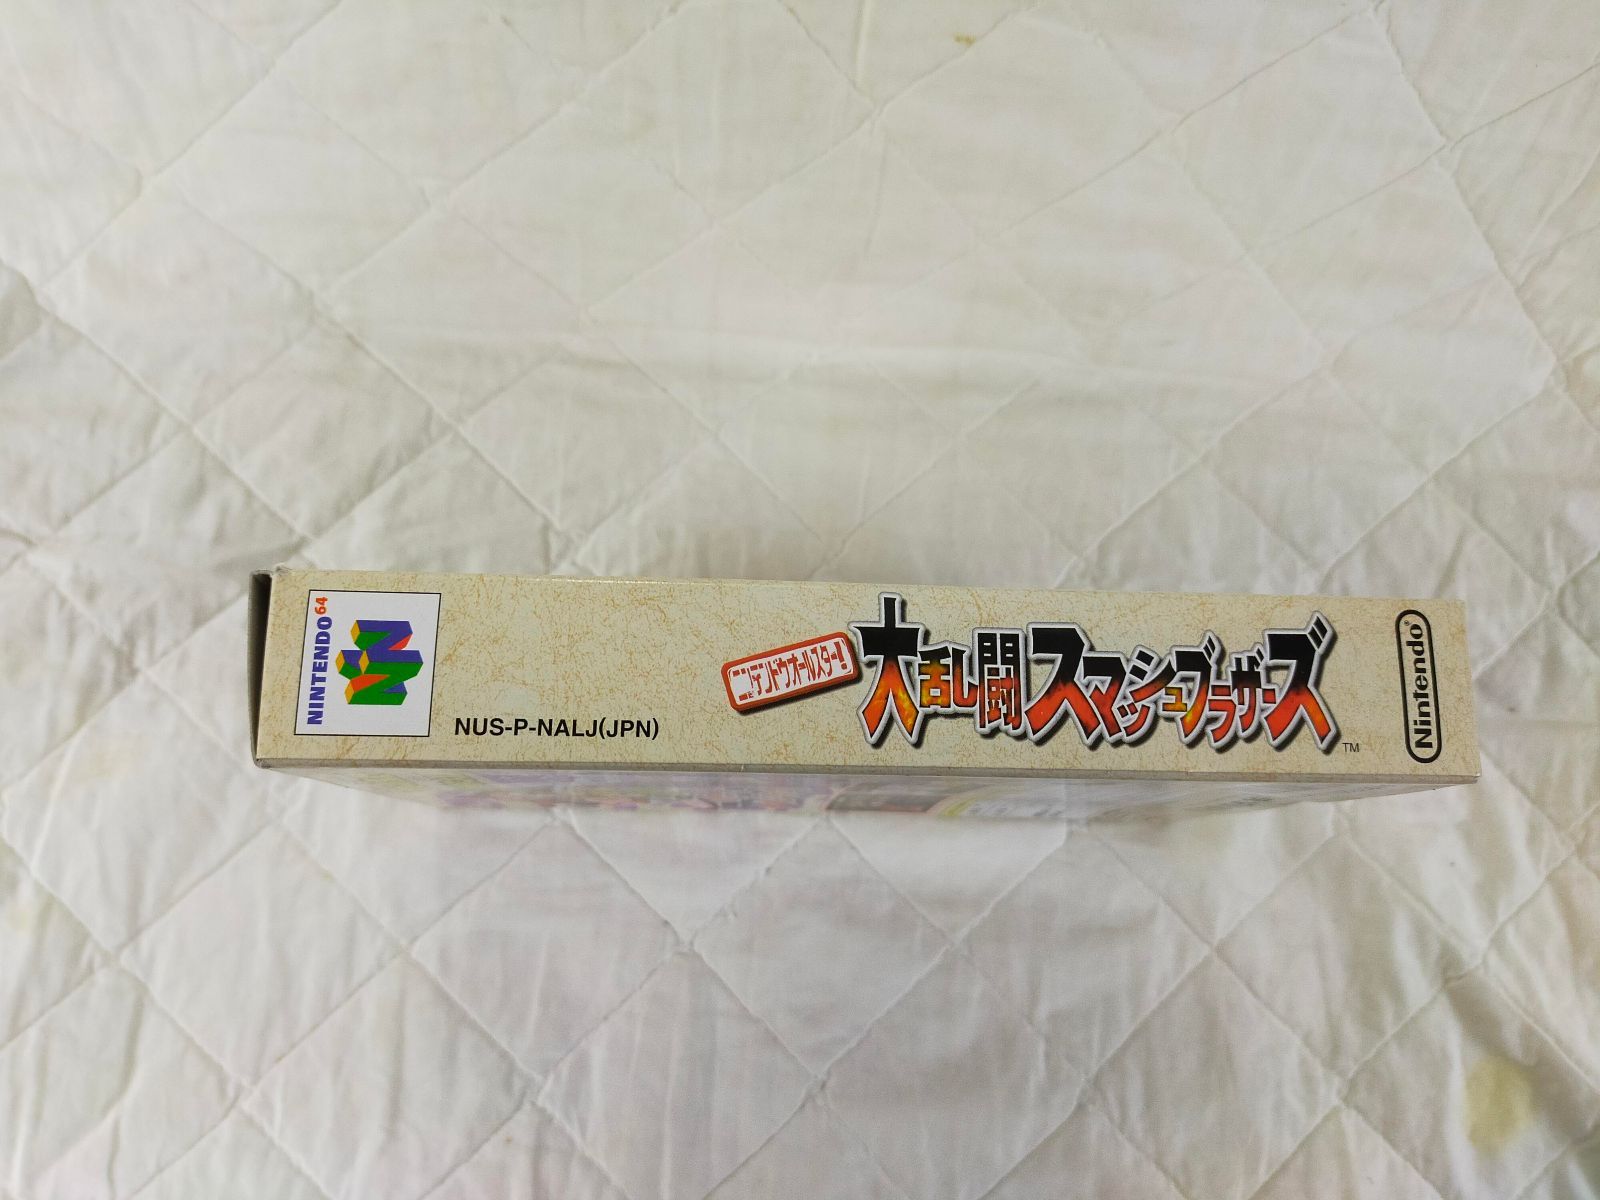 NINTENDO64
NUS-P-NALJ(JPN)
ニンテンドウオールスター!
大乱闘スマッシュブラザーズ
TM
Nintendo®